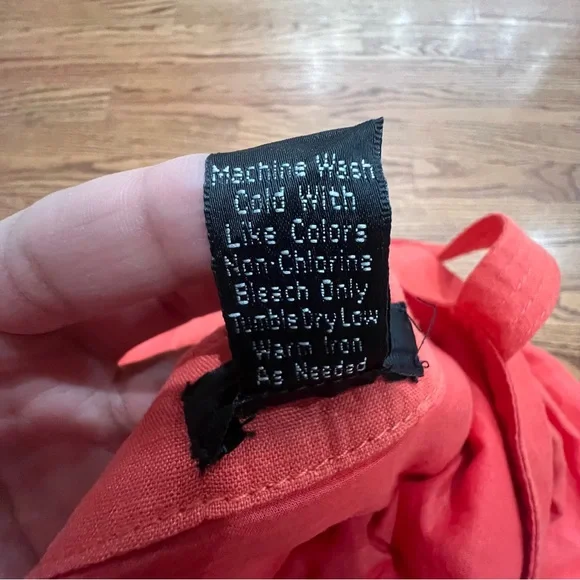 Machine Wash
Cold With
Like Colors
Non-Chlorine
Bleach Only
Tumble Dry Low
Warm Iron
As Needed